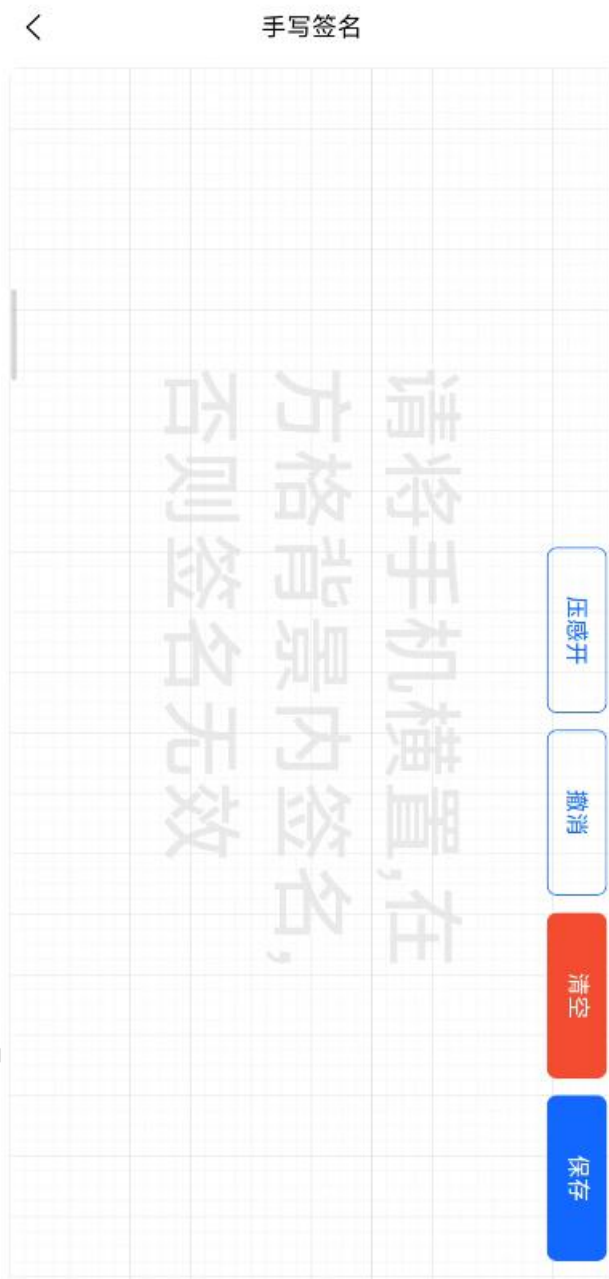 手写签名
请将手机横置,在
方格背景内签名,
否则签名无效
压感开
撤消
清空
保存